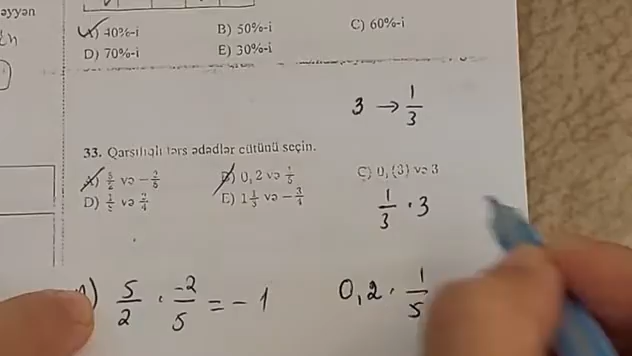 əyyən
A) 40%-i B) 50%-i C) 60%-i
D) 70%-i E) 30%-i
3 → 1/3
33. Qarşılıqlı tərs ədədlər cütünü seçin.
A) 5/2 və −2/5 B) 0,2 və 1/5 C) 0,(3) və 3
E) 1 1/3 və −3/4
1/3 · 3
5/2 · −2/5 = −1 0,2 · 1/5